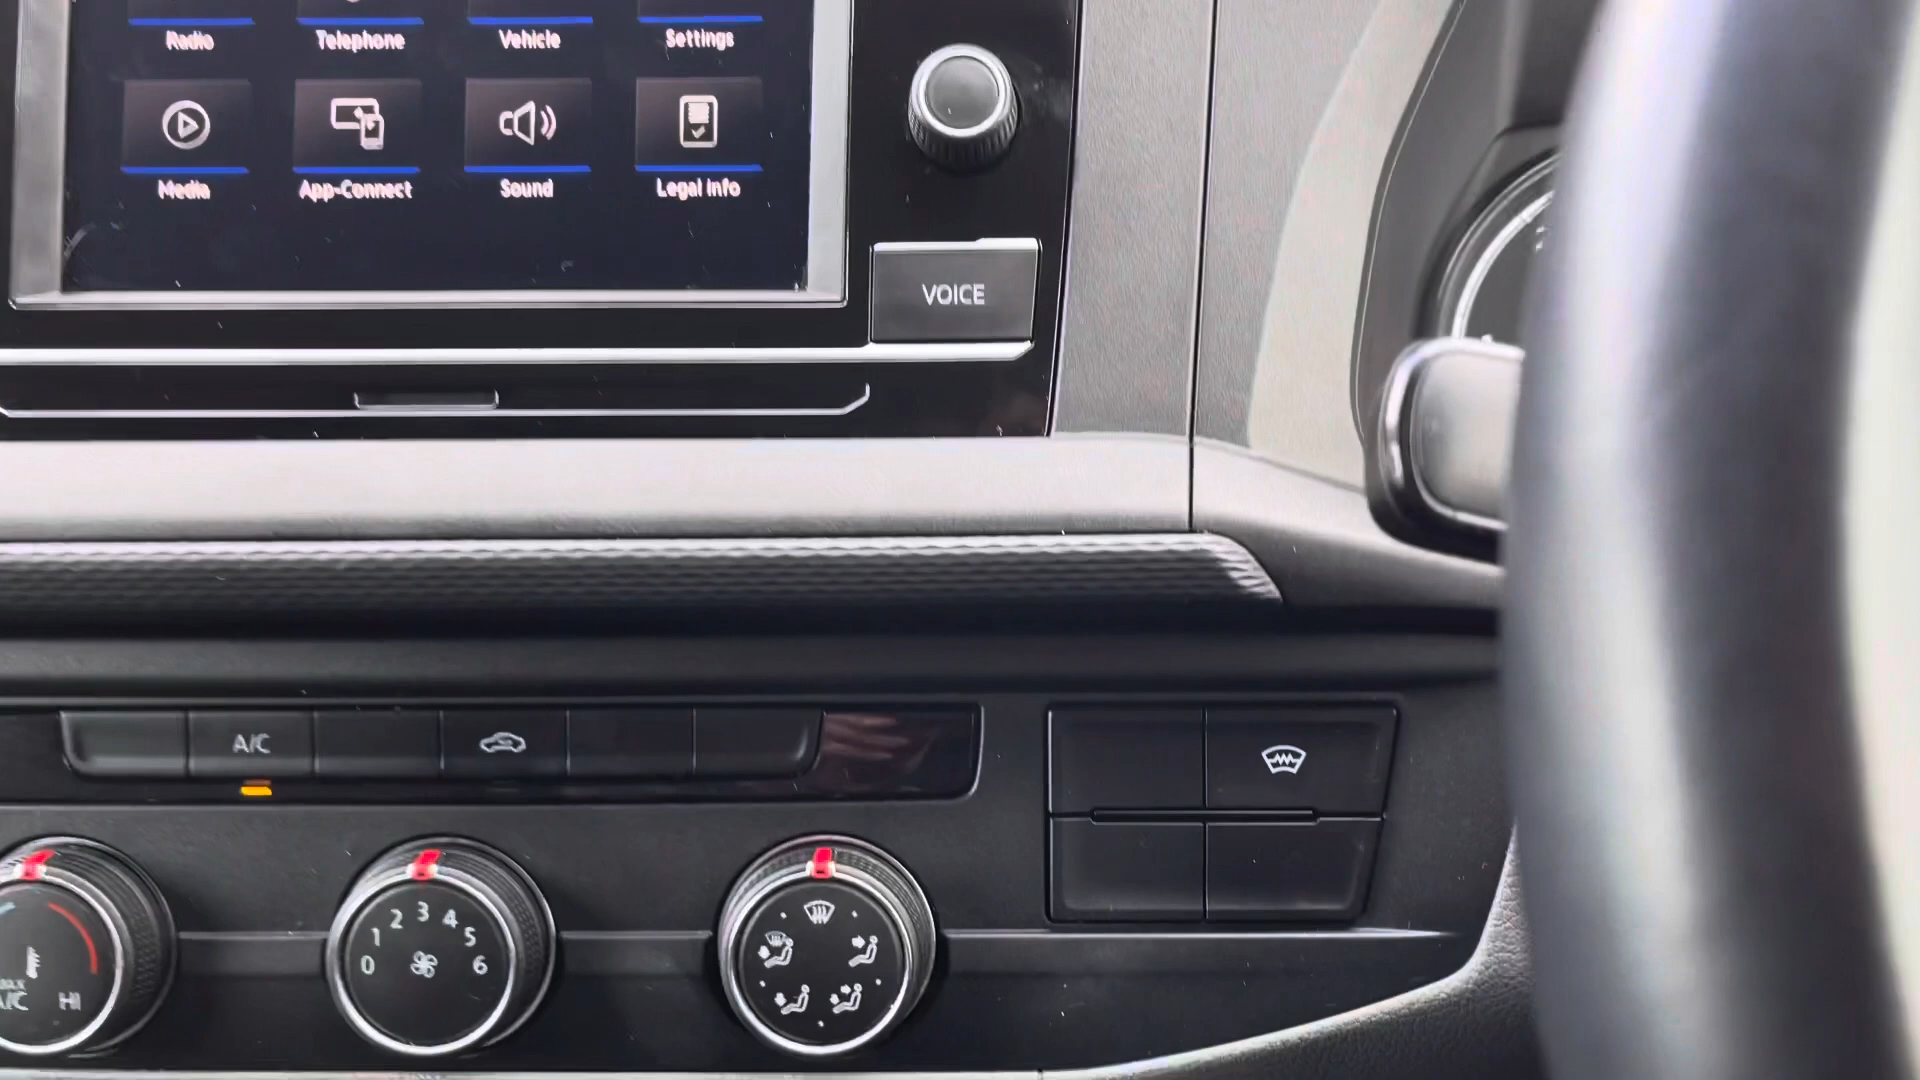 Radio Telephone Vehicle Settings
Media App-Connect Sound Legal Info
VOICE
A/C
HI
A/C
0 1 2 3 4 5 6